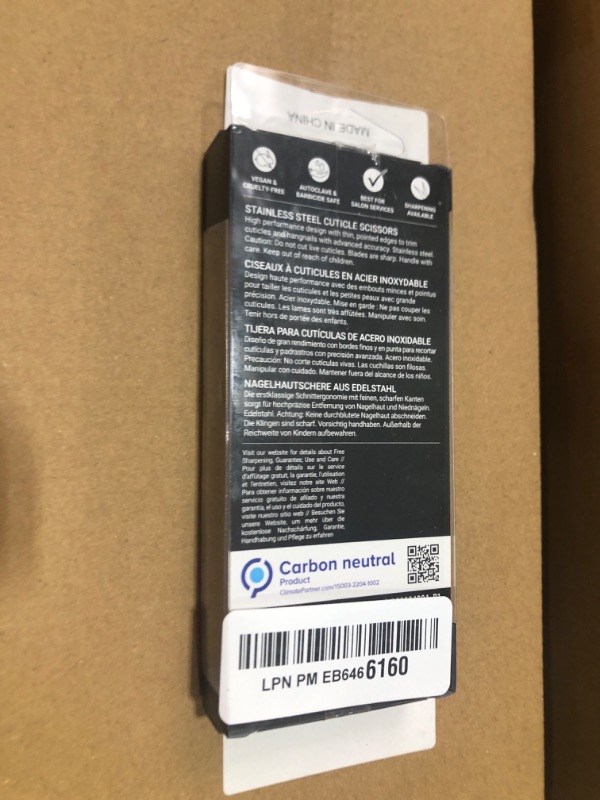 MADE IN CHINA
VEGAN &
CRUELTY-FREE
AUTOCLAVE &
BARBICIDE SAFE
BEST FOR
SALON SERVICES
SHARPENING
AVAILABLE
STAINLESS STEEL CUTICLE SCISSORS
High performance design with thin, pointed edges to trim
cuticles and hangnails with advanced accuracy. Stainless steel.
Caution: Do not cut live cuticles. Blades are sharp. Handle with
care. Keep out of reach of children.
CISEAUX À CUTICULES EN ACIER INOXYDABLE
Design haute performance avec des embouts minces et pointus
pour tailler les cuticules et les petites peaux avec grande
précision. Acier inoxydable. Mise en garde : Ne pas couper les
cuticules. Les lames sont très affûtées. Manipuler avec soin.
Tenir hors de portée des enfants.
TIJERA PARA CUTÍCULAS DE ACERO INOXIDABLE
Diseño de gran rendimiento con bordes finos y en punta para recortar
cutículas y padrastros con precisión avanzada. Acero inoxidable.
Precaución: No corte cutículas vivas. Las cuchillas son filosas.
Manipular con cuidado. Mantener fuera del alcance de los niños.
NAGELHAUTSCHERE AUS EDELSTAHL
Die erstklassige Schnittergonomie mit feinen, scharfen Kanten
sorgt für hochpräzise Entfernung von Nagelhaut und Niednägeln.
Edelstahl. Achtung: Keine durchblutete Nagelhaut abschneiden.
Die Klingen sind scharf. Vorsichtig handhaben. Außerhalb der
Reichweite von Kindern aufbewahren.
Visit our website for details about Free
Sharpening, Guarantee, Use and Care //
Pour plus de détails sur le service
d'affûtage gratuit, la garantie, l'utilisation
et l'entretien, visitez notre site Web //
Para obtener información sobre nuestro
servicio gratuito de afilado y nuestra
garantía, el uso y el cuidado del producto,
visite nuestro sitio web // Besuchen Sie
unsere Website, um mehr über die
kostenlose Nachschärfung, Garantie,
Handhabung und Pflege zu erfahren
Carbon neutral
Product
ClimatePartner.com/15003-2204-1002
LPN PM EB6466160